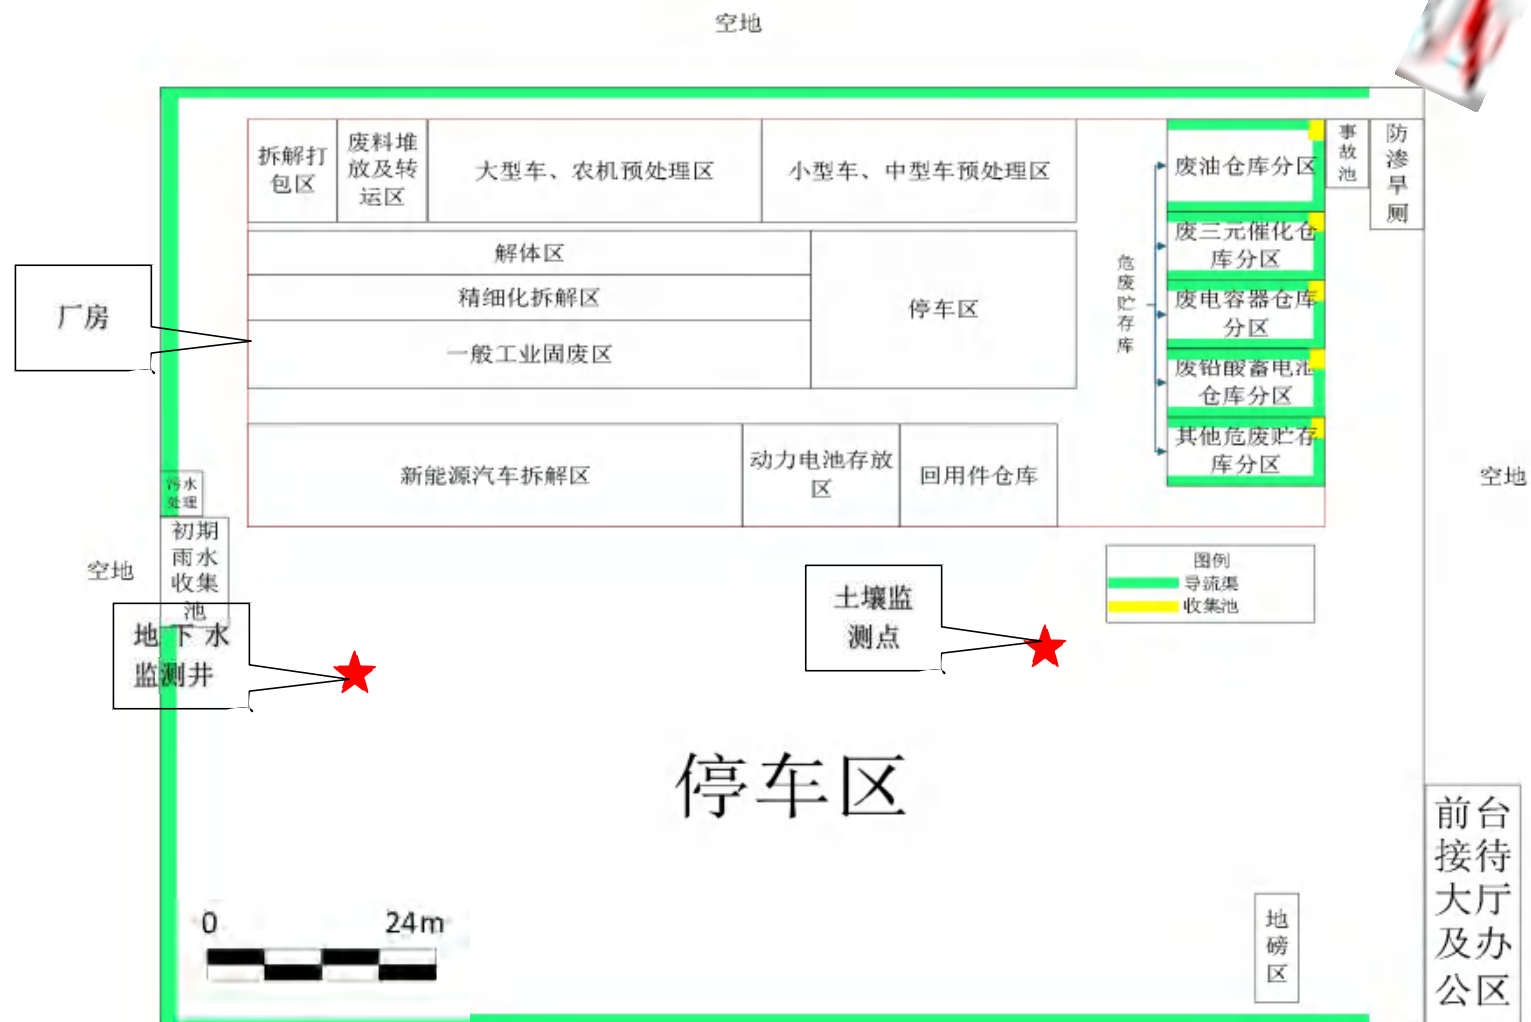 空地
拆解打
包区
废料堆
放及转
运区
大型车、农机预处理区
小型车、中型车预处理区
废油仓库分区
事
故
池
防
渗
旱
厕
解体区
精细化拆解区
一般工业固废区
停车区
危
废
贮
存
库
废三元催化仓
库分区
废电容器仓库
分区
废铅酸蓄电池
仓库分区
其他危废贮存
库分区
厂房
新能源汽车拆解区
动力电池存放
区
回用件仓库
空地
污水
处理
初期
雨水
收集
池
空地
地下水
监测井
土壤监
测点
图例
导流渠
收集池
停车区
0
24m
地
磅
区
前台
接待
大厅
及办
公区